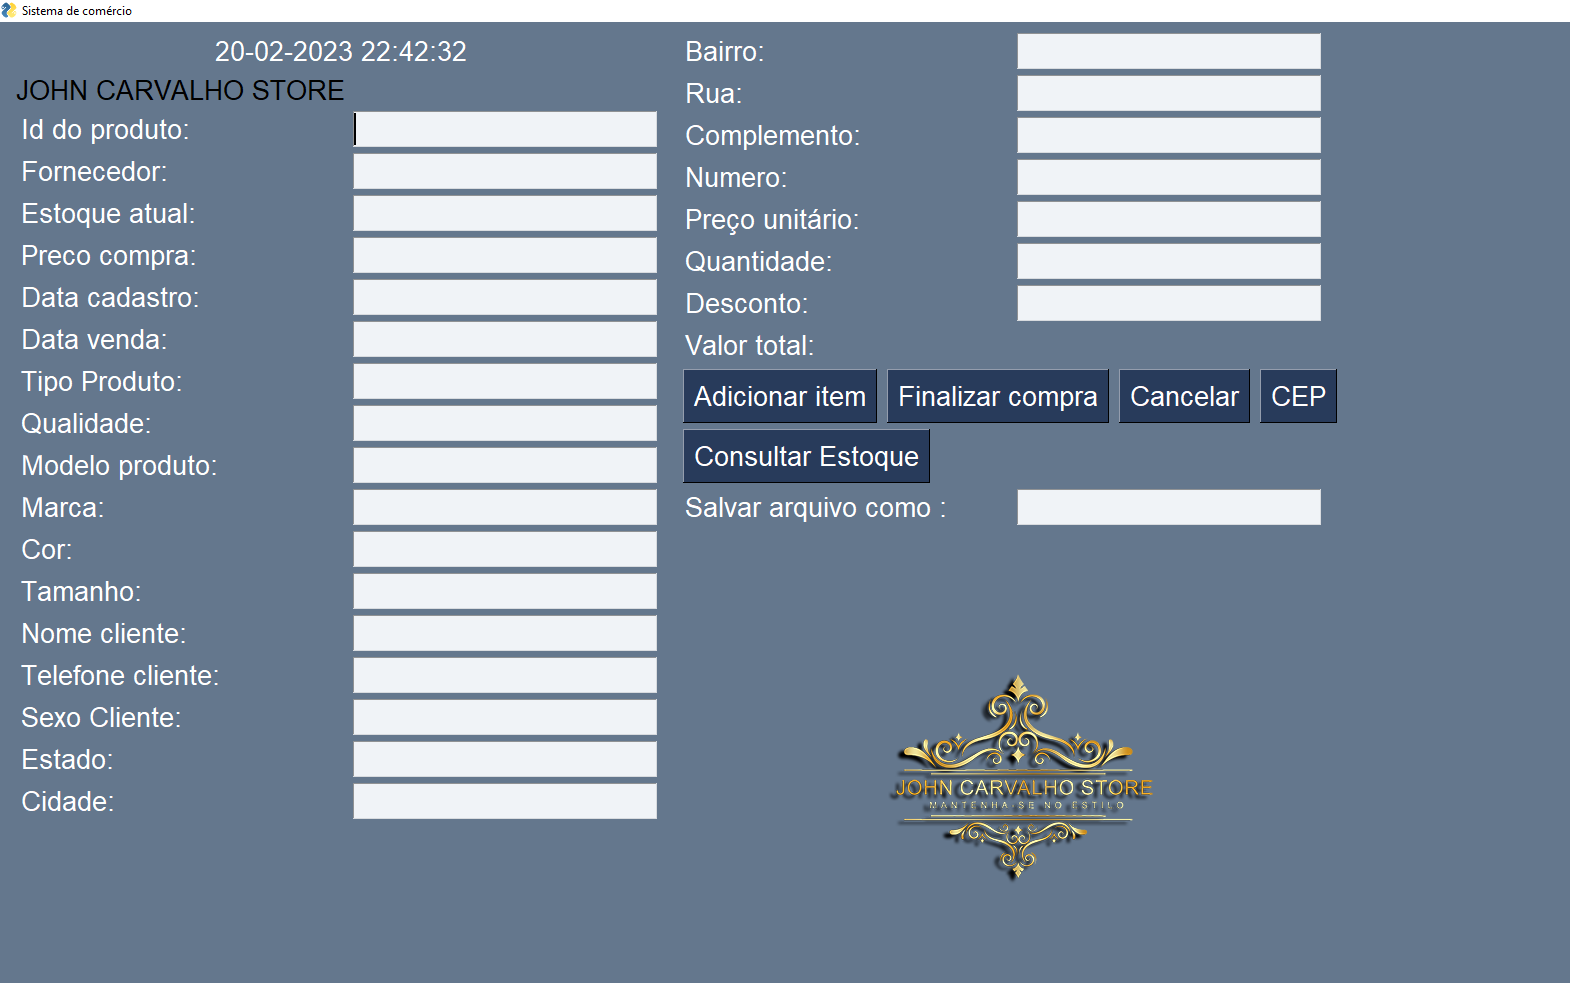 Sistema de comércio
20-02-2023 22:42:32
JOHN CARVALHO STORE
Id do produto:
Fornecedor:
Estoque atual:
Preco compra:
Data cadastro:
Data venda:
Tipo Produto:
Qualidade:
Modelo produto:
Marca:
Cor:
Tamanho:
Nome cliente:
Telefone cliente:
Sexo Cliente:
Estado:
Cidade:
Bairro:
Rua:
Complemento:
Numero:
Preço unitário:
Quantidade:
Desconto:
Valor total:
Adicionar item Finalizar compra Cancelar CEP
Consultar Estoque
Salvar arquivo como :
JOHN CARVALHO STORE
MANTENHA-SE NO ESTILO